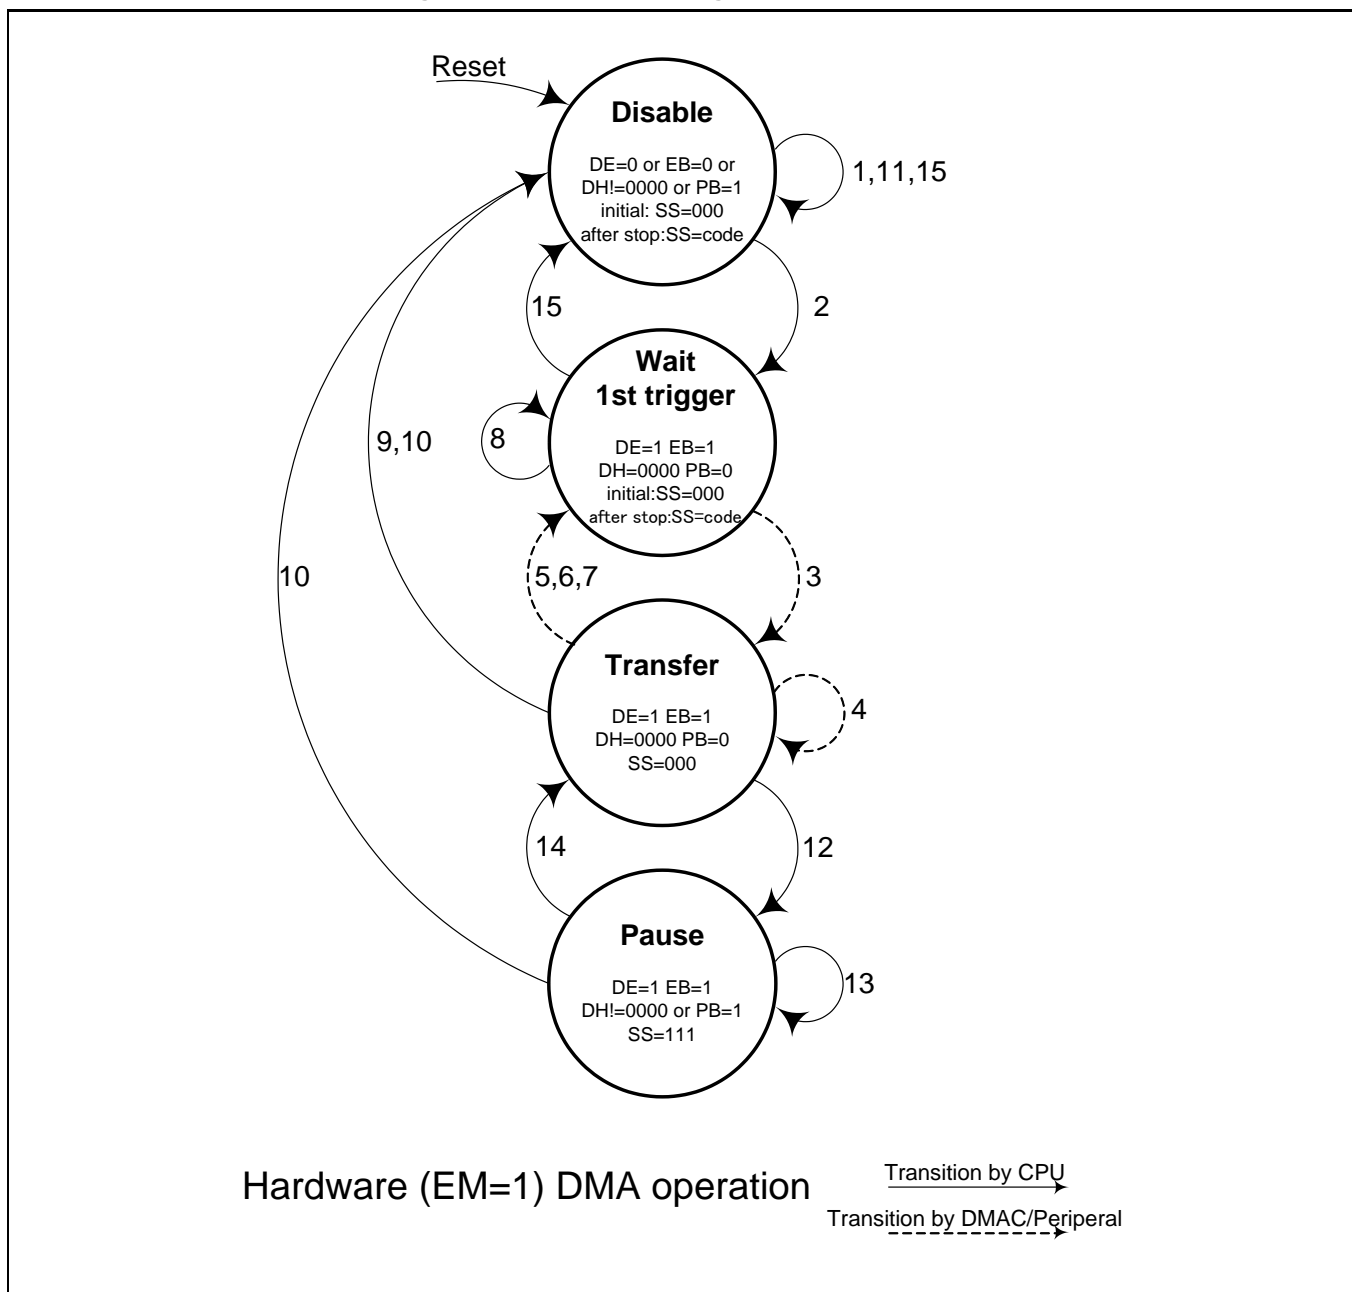 Reset
Disable
DE=0 or EB=0 or
DH!=0000 or PB=1
initial: SS=000
after stop:SS=code
1,11,15
15
2
Wait
1st trigger
DE=1 EB=1
DH=0000 PB=0
initial:SS=000
after stop:SS=code
8
9,10
10
5,6,7
3
Transfer
DE=1 EB=1
DH=0000 PB=0
SS=000
4
14
12
Pause
DE=1 EB=1
DH!=0000 or PB=1
SS=111
13
Hardware (EM=1) DMA operation
Transition by CPU
Transition by DMAC/Periperal